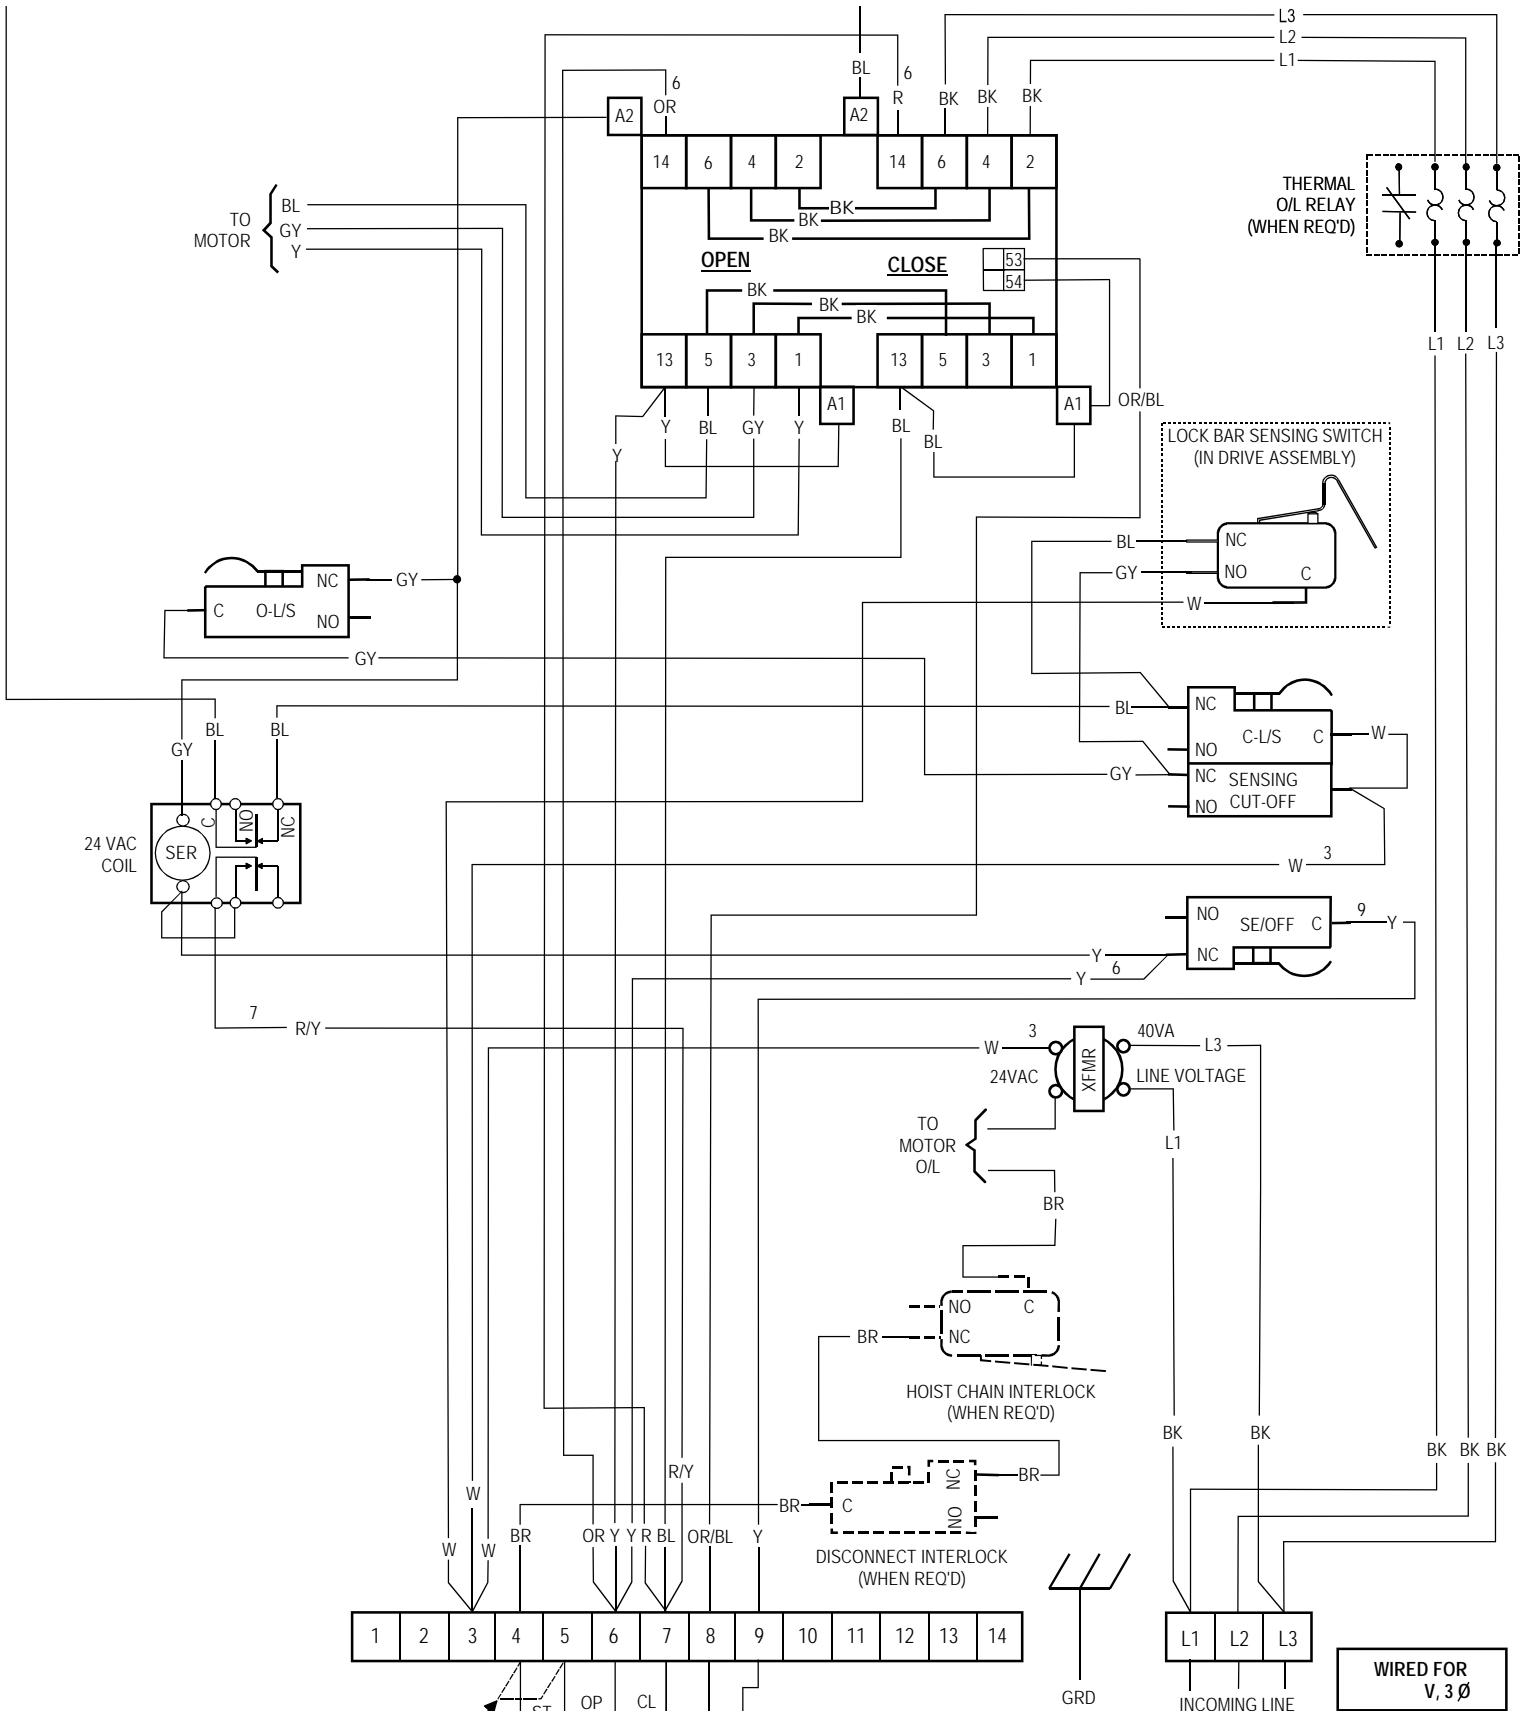 L3
L2
L1
BL
6
6
OR
R
BK
BK
BK
A2
A2
14
6
4
2
14
6
4
2
THERMAL
O/L RELAY
(WHEN REQ'D)
BK
BK
BK
TO
MOTOR
BL
GY
Y
OPEN
CLOSE
53
54
BK
BK
BK
13
5
3
1
13
5
3
1
L1
L2
L3
A1
A1
OR/BL
Y
Y
BL
GY
Y
BL
BL
LOCK BAR SENSING SWITCH
(IN DRIVE ASSEMBLY)
BL
NC
GY
NO
C
W
NC
GY
C
O-L/S
NO
GY
BL
BL
GY
BL
NC
C-L/S
C
W
NO
GY
NC
SENSING
CUT-OFF
NO
24 VAC
COIL
SER
C
NO
NC
W
3
NO
SE/OFF
C
9
Y
NC
Y
Y
6
7
R/Y
W
3
24VAC
XFMR
40VA
L3
LINE VOLTAGE
TO
MOTOR
O/L
L1
BR
NO
C
NC
BR
HOIST CHAIN INTERLOCK
(WHEN REQ'D)
BK
BK
BK
BK
BK
R/Y
NC
BR
BR
C
NO
DISCONNECT INTERLOCK
(WHEN REQ'D)
W
W
W
BR
OR
Y
Y
R
BL
OR/BL
Y
1
2
3
4
5
6
7
8
9
10
11
12
13
14
L1
L2
L3
ST
OP
CL
GRD
INCOMING LINE
WIRED FOR
V, 3 Ø